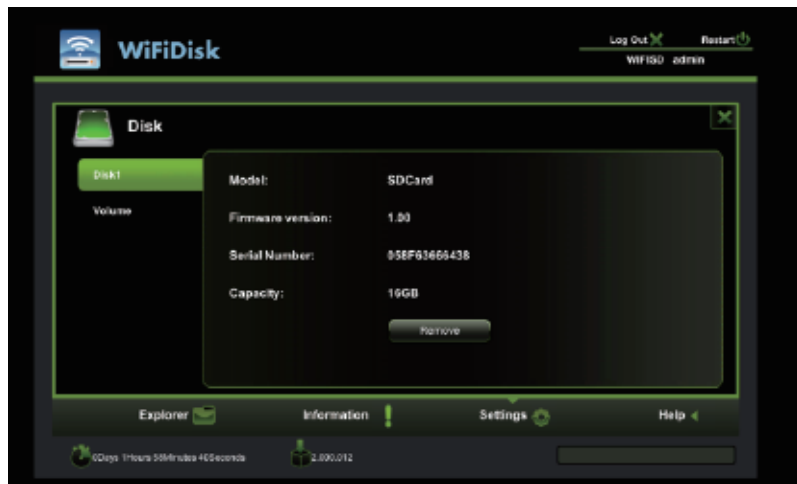 WiFiDisk
Log Out Restart
WIFISD admin
Disk
Disk1
Volume
Model: SDCard
Firmware version: 1.00
Serial Number: 058F63666438
Capacity: 16GB
Remove
Explorer Information Settings Help
0Days 1Hours 58Minutes 40Seconds 2.000.012